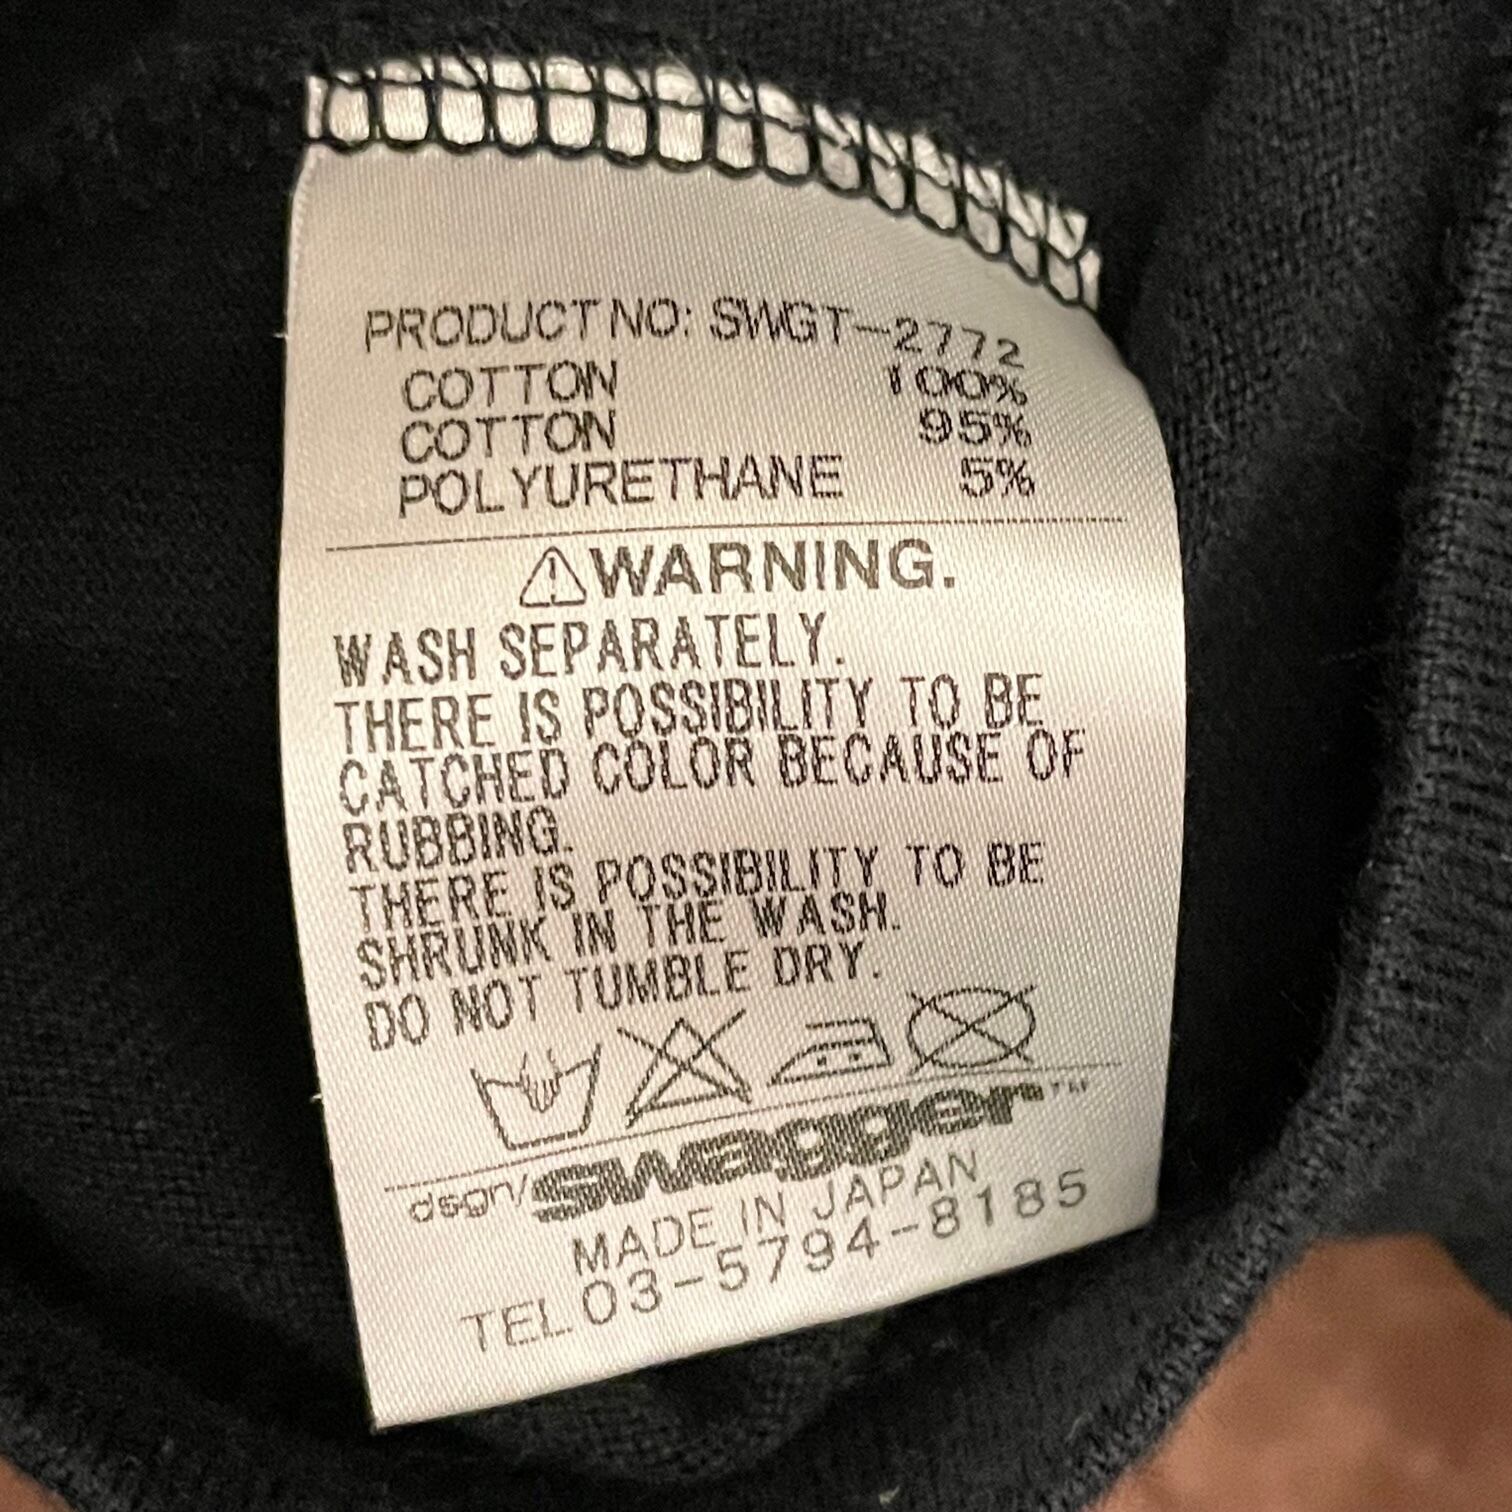 PRODUCT NO: SWGT-2772
COTTON 100%
COTTON 95%
POLYURETHANE 5%
⚠WARNING.
WASH SEPARATELY.
THERE IS POSSIBILITY TO BE
CATCHED COLOR BECAUSE OF
RUBBING.
THERE IS POSSIBILITY TO BE
SHRUNK IN THE WASH.
DO NOT TUMBLE DRY.
dsgn/swagger™
MADE IN JAPAN
TEL 03-5794-8185